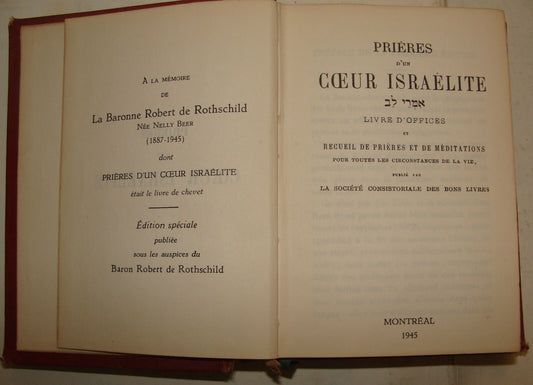 A LA MÉMOIRE
DE
La Baronne Robert de Rothschild
NÉE NELLY BEER
(1887-1945)
dont
PRIÈRES D'UN CŒUR ISRAÉLITE
était le livre de chevet
Édition spéciale
publiée
sous les auspices du
Baron Robert de Rothschild
PRIÈRES
D'UN
CŒUR ISRAÉLITE
אמרי לב
LIVRE D'OFFICES
ET
RECUEIL DE PRIÈRES ET DE MÉDITATIONS
POUR TOUTES LES CIRCONSTANCES DE LA VIE,
PUBLIÉ PAR
LA SOCIÉTÉ CONSISTORIALE DES BONS LIVRES
MONTRÉAL
1945